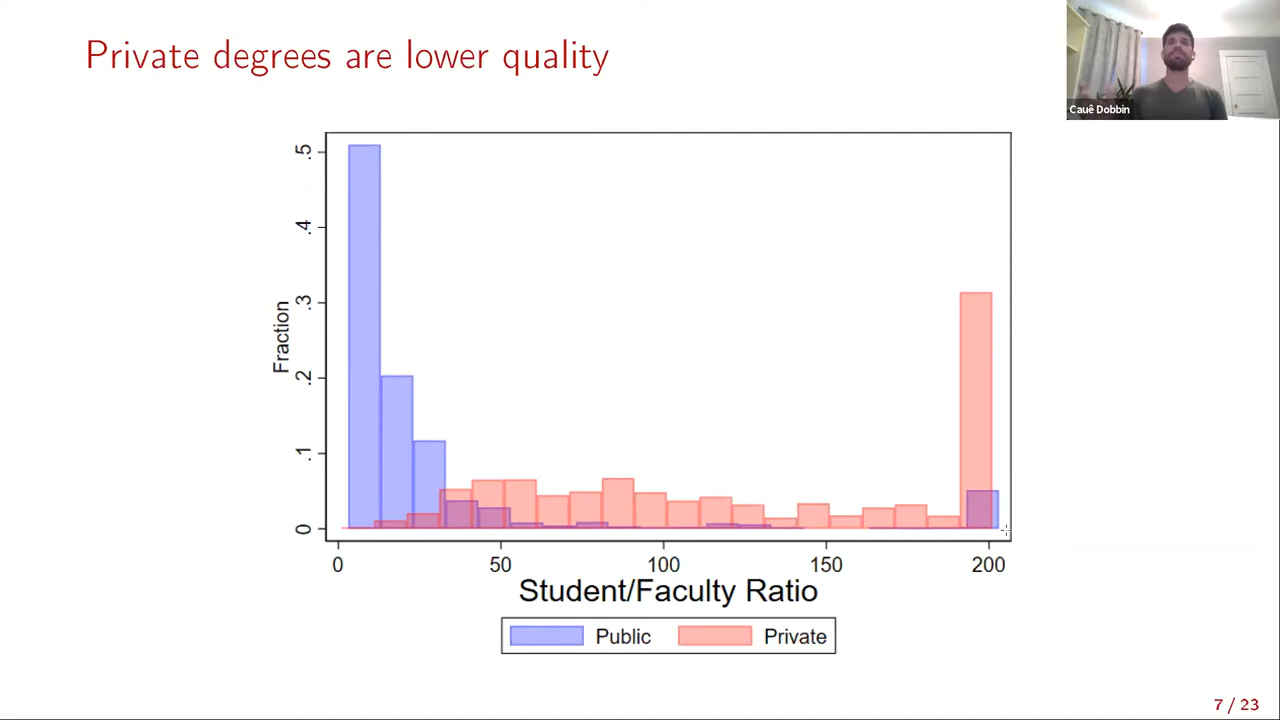 Private degrees are lower quality
Cauê Dobbin
.5
.4
.3
.2
.1
0
Fraction
0 50 100 150 200
Student/Faculty Ratio
Public Private
7 / 23